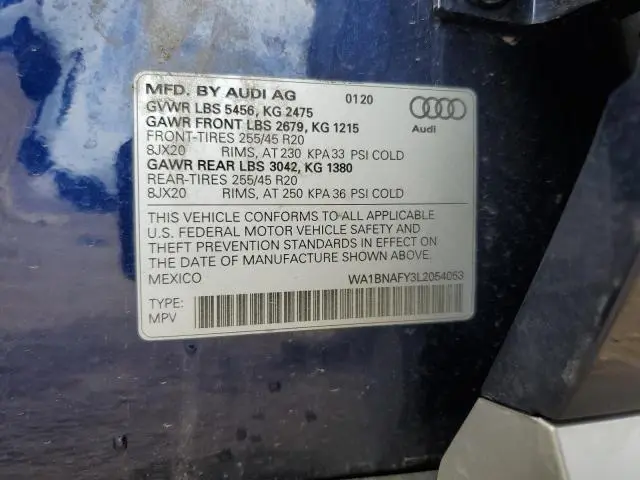 MFD. BY AUDI AG 01 20
GVWR LBS 5456, KG 2475
GAWR FRONT LBS 2679, KG 1215
FRONT-TIRES 255/45 R20
8JX20 RIMS, AT 230 KPA 33 PSI COLD
GAWR REAR LBS 3042, KG 1380
REAR-TIRES 255/45 R20
8JX20 RIMS, AT 250 KPA 36 PSI COLD
Audi
THIS VEHICLE CONFORMS TO ALL APPLICABLE
U.S. FEDERAL MOTOR VEHICLE SAFETY AND
THEFT PREVENTION STANDARDS IN EFFECT ON
THE DATE OF MANUFACTURE SHOWN ABOVE.
MEXICO WA1BNAFY3L2054053
TYPE:
MPV